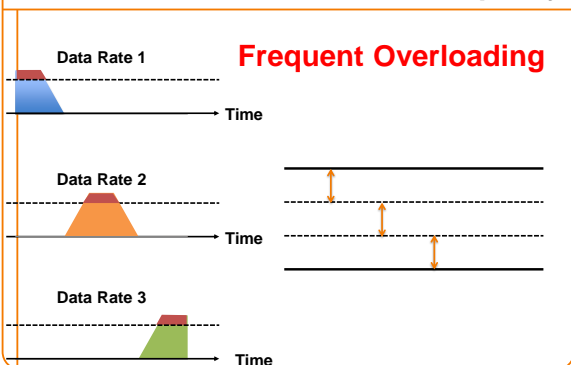 Data Rate 1
Frequent Overloading
Time
Data Rate 2
Time
Data Rate 3
Time